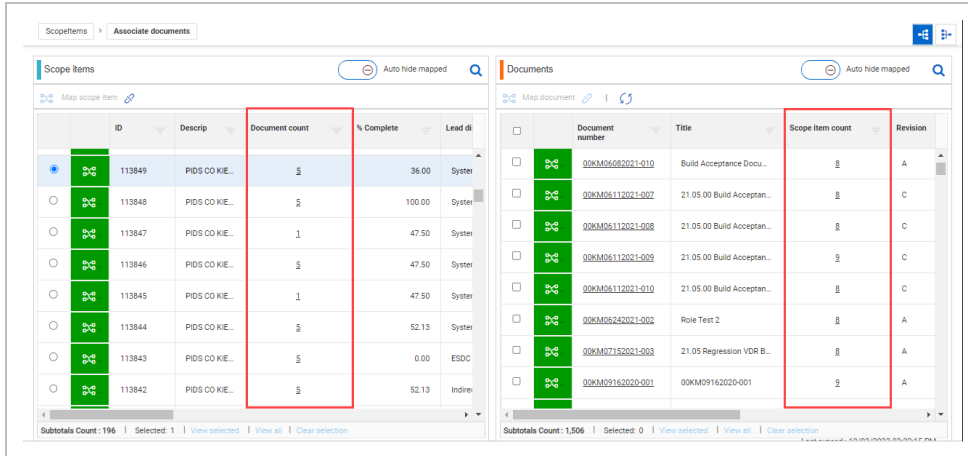 ScopeItems > Associate documents
Scope items
Auto hide mapped
Map scope item
ID Descrip Document count % Complete Lead di
113849 PIDS CO KIE... 5 36.00 System
113848 PIDS CO KIE... 5 100.00 System
113847 PIDS CO KIE... 1 47.50 System
113846 PIDS CO KIE... 5 47.50 System
113845 PIDS CO KIE... 1 47.50 System
113844 PIDS CO KIE... 5 52.13 System
113843 PIDS CO KIE... 5 0.00 ESDC
113842 PIDS CO KIE... 5 52.13 Indire
Subtotals Count : 196 | Selected: 1 | View selected | View all | Clear selection
Documents
Auto hide mapped
Map document |
Document
number
Title Scope item count Revision
00KM06082021-010 Build Acceptance Docu... 8 A
00KM06112021-007 21.05.00 Build Acceptan... 8 C
00KM06112021-008 21.05.00 Build Acceptan... 8 C
00KM06112021-009 21.05.00 Build Acceptan... 9 C
00KM06112021-010 21.05.00 Build Acceptan... 8 C
00KM06242021-002 Role Test 2 8 A
00KM07152021-003 21.05 Regression VDR B... 8 A
00KM09162020-001 00KM09162020-001 9 A
Subtotals Count : 1,506 | Selected: 0 | View selected | View all | Clear selection